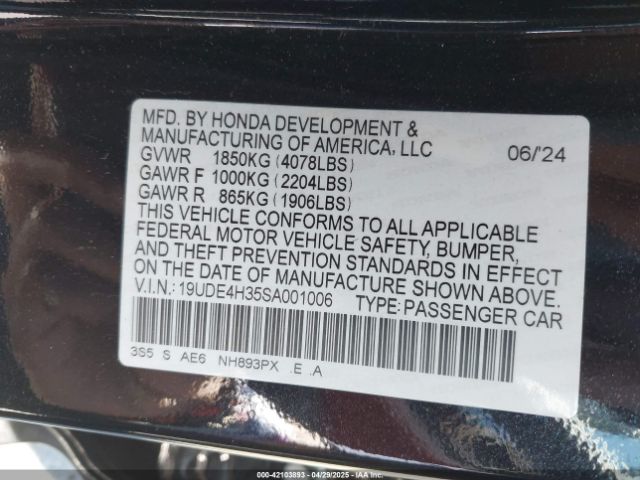 MFD. BY HONDA DEVELOPMENT &
MANUFACTURING OF AMERICA, LLC 06/'24
GVWR 1850KG (4078LBS)
GAWR F 1000KG (2204LBS)
GAWR R 865KG (1906LBS)
THIS VEHICLE CONFORMS TO ALL APPLICABLE
FEDERAL MOTOR VEHICLE SAFETY, BUMPER,
AND THEFT PREVENTION STANDARDS IN EFFECT
ON THE DATE OF MANUFACTURE SHOWN ABOVE.
V.I.N.: 19UDE4H35SA001006 TYPE: PASSENGER CAR
3S5 S AE6 NH893PX .E .A
000-42103893 - 04/29/2025 - IAAI.COM